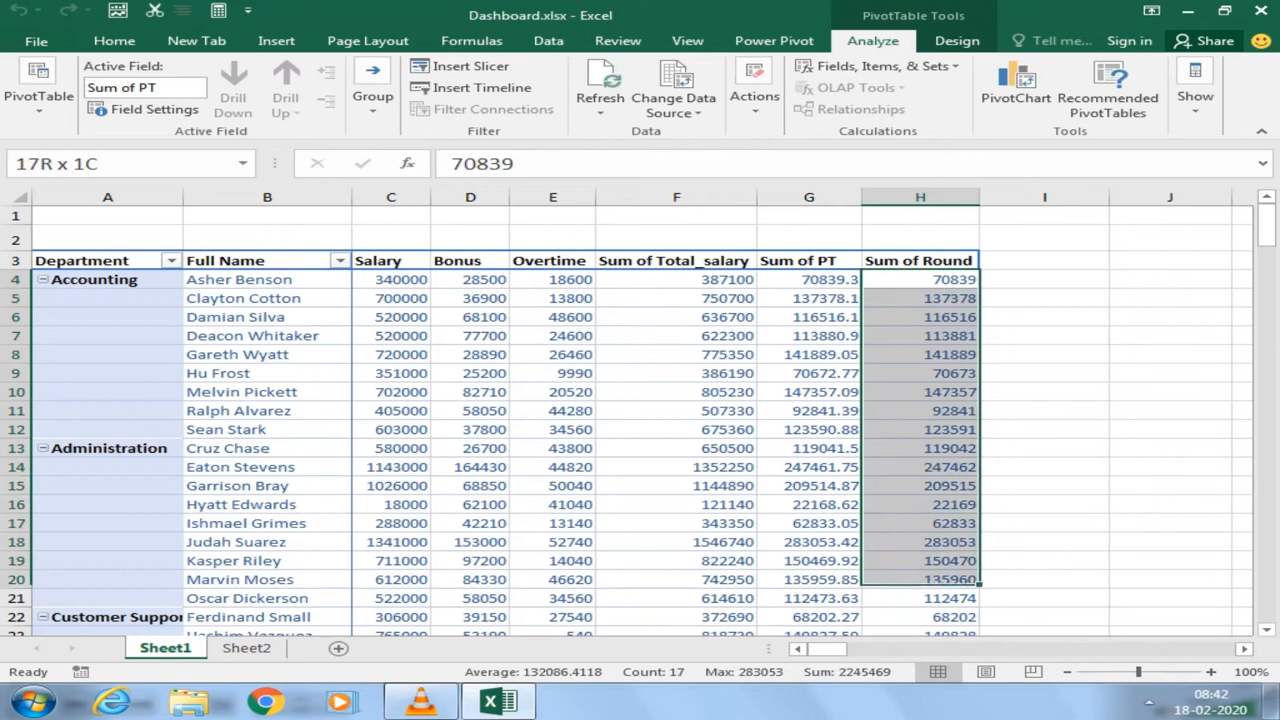 Dashboard.xlsx - Excel
PivotTable Tools
File Home New Tab Insert Page Layout Formulas Data Review View Power Pivot Analyze Design Tell me... Sign in Share
PivotTable
Active Field:
Sum of PT
Field Settings
Drill Down
Drill Up
Active Field
Group
Insert Slicer
Insert Timeline
Filter Connections
Filter
Refresh
Change Data Source
Data
Actions
Fields, Items, & Sets
OLAP Tools
Relationships
Calculations
PivotChart
Recommended PivotTables
Tools
Show
17R x 1C fx 70839
A B C D E F G H I J
1
2
3 Department Full Name Salary Bonus Overtime Sum of Total_salary Sum of PT Sum of Round
4 Accounting Asher Benson 340000 28500 18600 387100 70839.3 70839
5 Clayton Cotton 700000 36900 13800 750700 137378.1 137378
6 Damian Silva 520000 68100 48600 636700 116516.1 116516
7 Deacon Whitaker 520000 77700 24600 622300 113880.9 113881
8 Gareth Wyatt 720000 28890 26460 775350 141889.05 141889
9 Hu Frost 351000 25200 9990 386190 70672.77 70673
10 Melvin Pickett 702000 82710 20520 805230 147357.09 147357
11 Ralph Alvarez 405000 58050 44280 507330 92841.39 92841
12 Sean Stark 603000 37800 34560 675360 123590.88 123591
13 Administration Cruz Chase 580000 26700 43800 650500 119041.5 119042
14 Eaton Stevens 1143000 164430 44820 1352250 247461.75 247462
15 Garrison Bray 1026000 68850 50040 1144890 209514.87 209515
16 Hyatt Edwards 18000 62100 41040 121140 22168.62 22169
17 Ishmael Grimes 288000 42210 13140 343350 62833.05 62833
18 Judah Suarez 1341000 153000 52740 1546740 283053.42 283053
19 Kasper Riley 711000 97200 14040 822240 150469.92 150470
20 Marvin Moses 612000 84330 46620 742950 135959.85 135960
21 Oscar Dickerson 522000 58050 34560 614610 112473.63 112474
22 Customer Suppor Ferdinand Small 306000 39150 27540 372690 68202.27 68202
Sheet1 Sheet2
Ready Average: 132086.4118 Count: 17 Max: 283053 Sum: 2245469 100%
08:42
18-02-2020